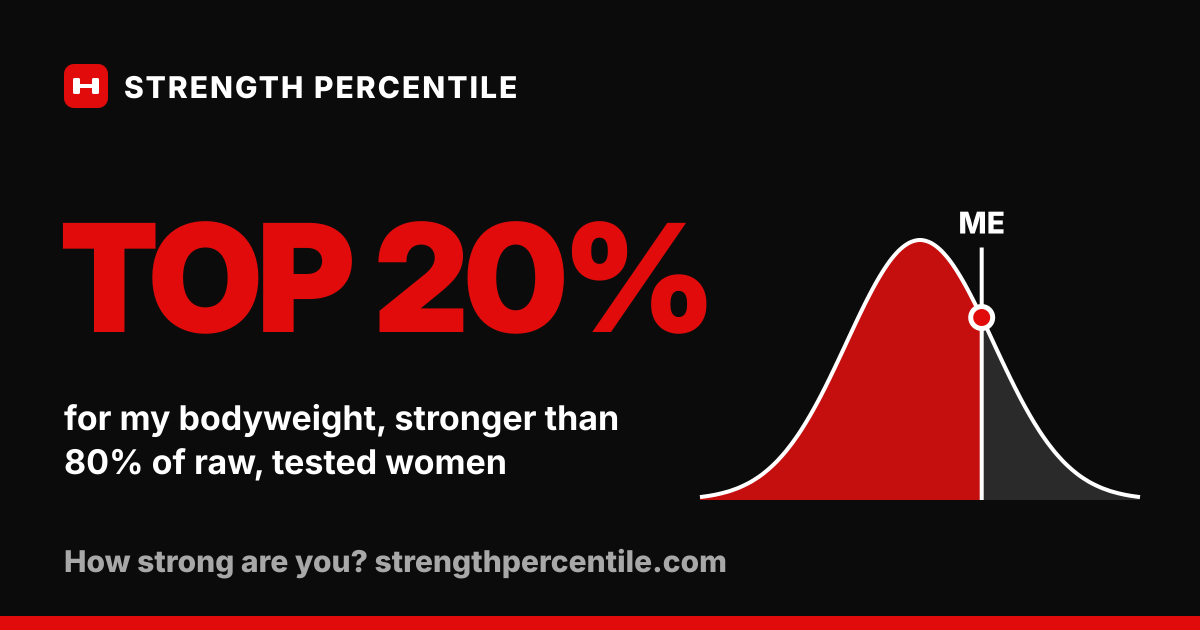 STRENGTH PERCENTILE
TOP 20%
ME
for my bodyweight, stronger than
80% of raw, tested women
How strong are you? strengthpercentile.com